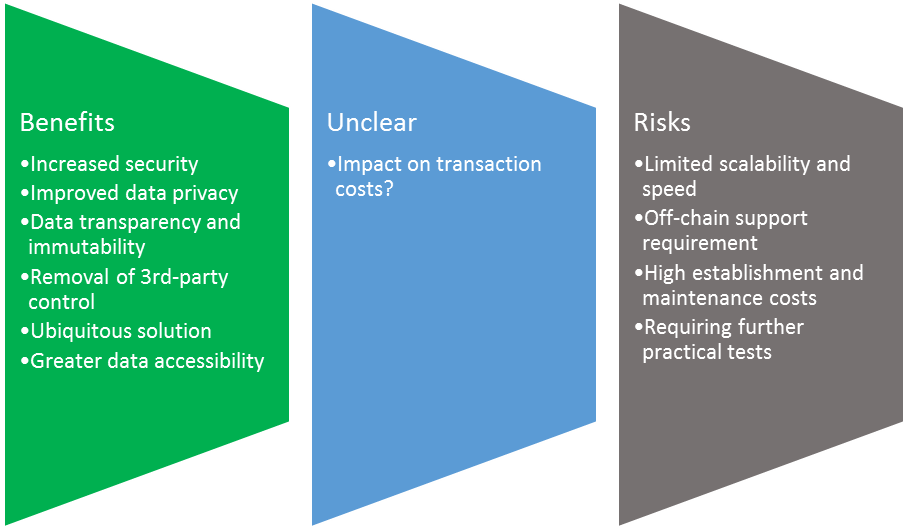 Benefits
•Increased security
•Improved data privacy
•Data transparency and
immutability
•Removal of 3rd-party
control
•Ubiquitous solution
•Greater data accessibility
Unclear
•Impact on transaction
costs?
Risks
•Limited scalability and
speed
•Off-chain support
requirement
•High establishment and
maintenance costs
•Requiring further
practical tests